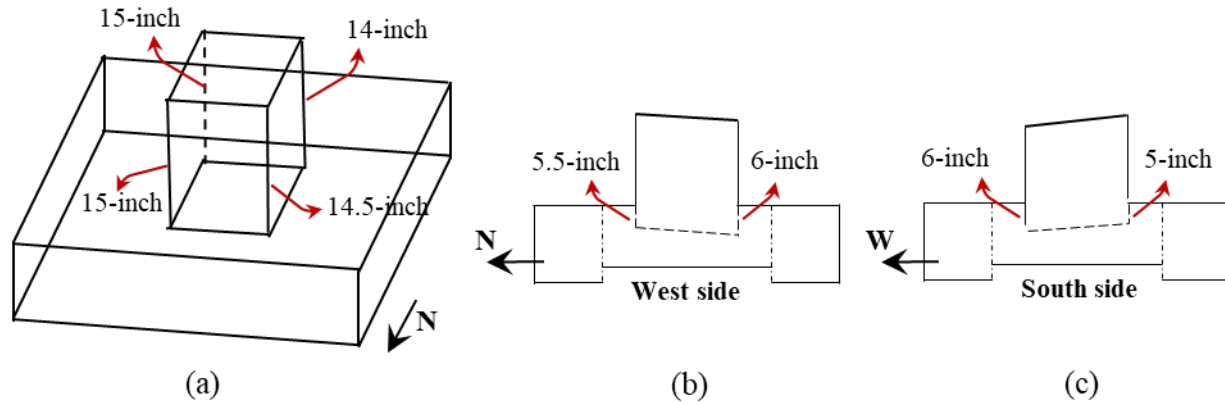 15-inch
14-inch
15-inch
14.5-inch
N
(a)
5.5-inch
6-inch
N
West side
(b)
6-inch
5-inch
W
South side
(c)